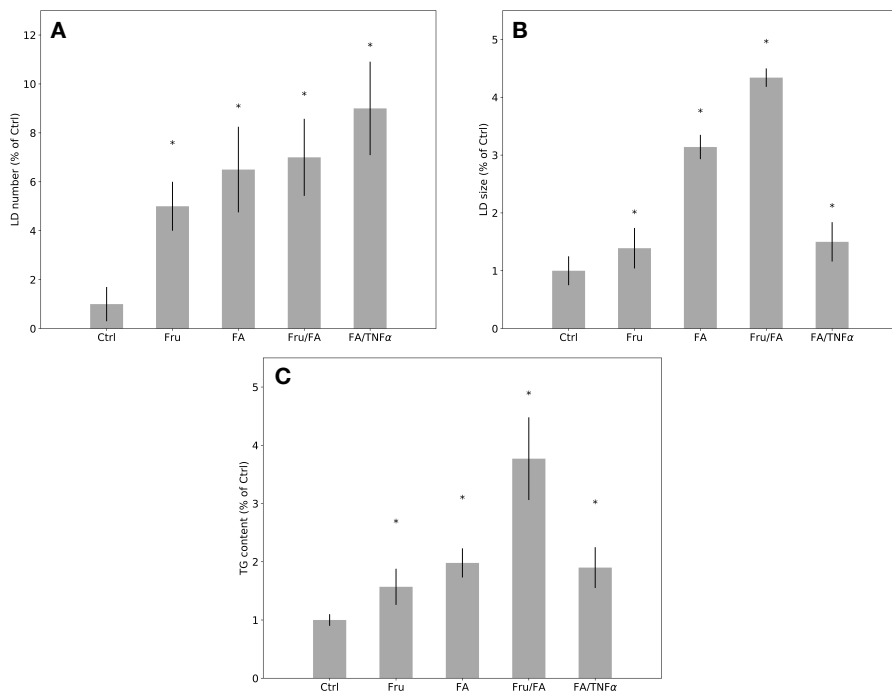 A
LD number (% of Ctrl)
12
10
8
6
4
2
0
*
*
*
*
Ctrl
Fru
FA
Fru/FA
FA/TNFα
B
LD size (% of Ctrl)
5
4
3
2
1
0
*
*
*
*
Ctrl
Fru
FA
Fru/FA
FA/TNFα
C
TG content (% of Ctrl)
5
4
3
2
1
0
*
*
*
*
Ctrl
Fru
FA
Fru/FA
FA/TNFα